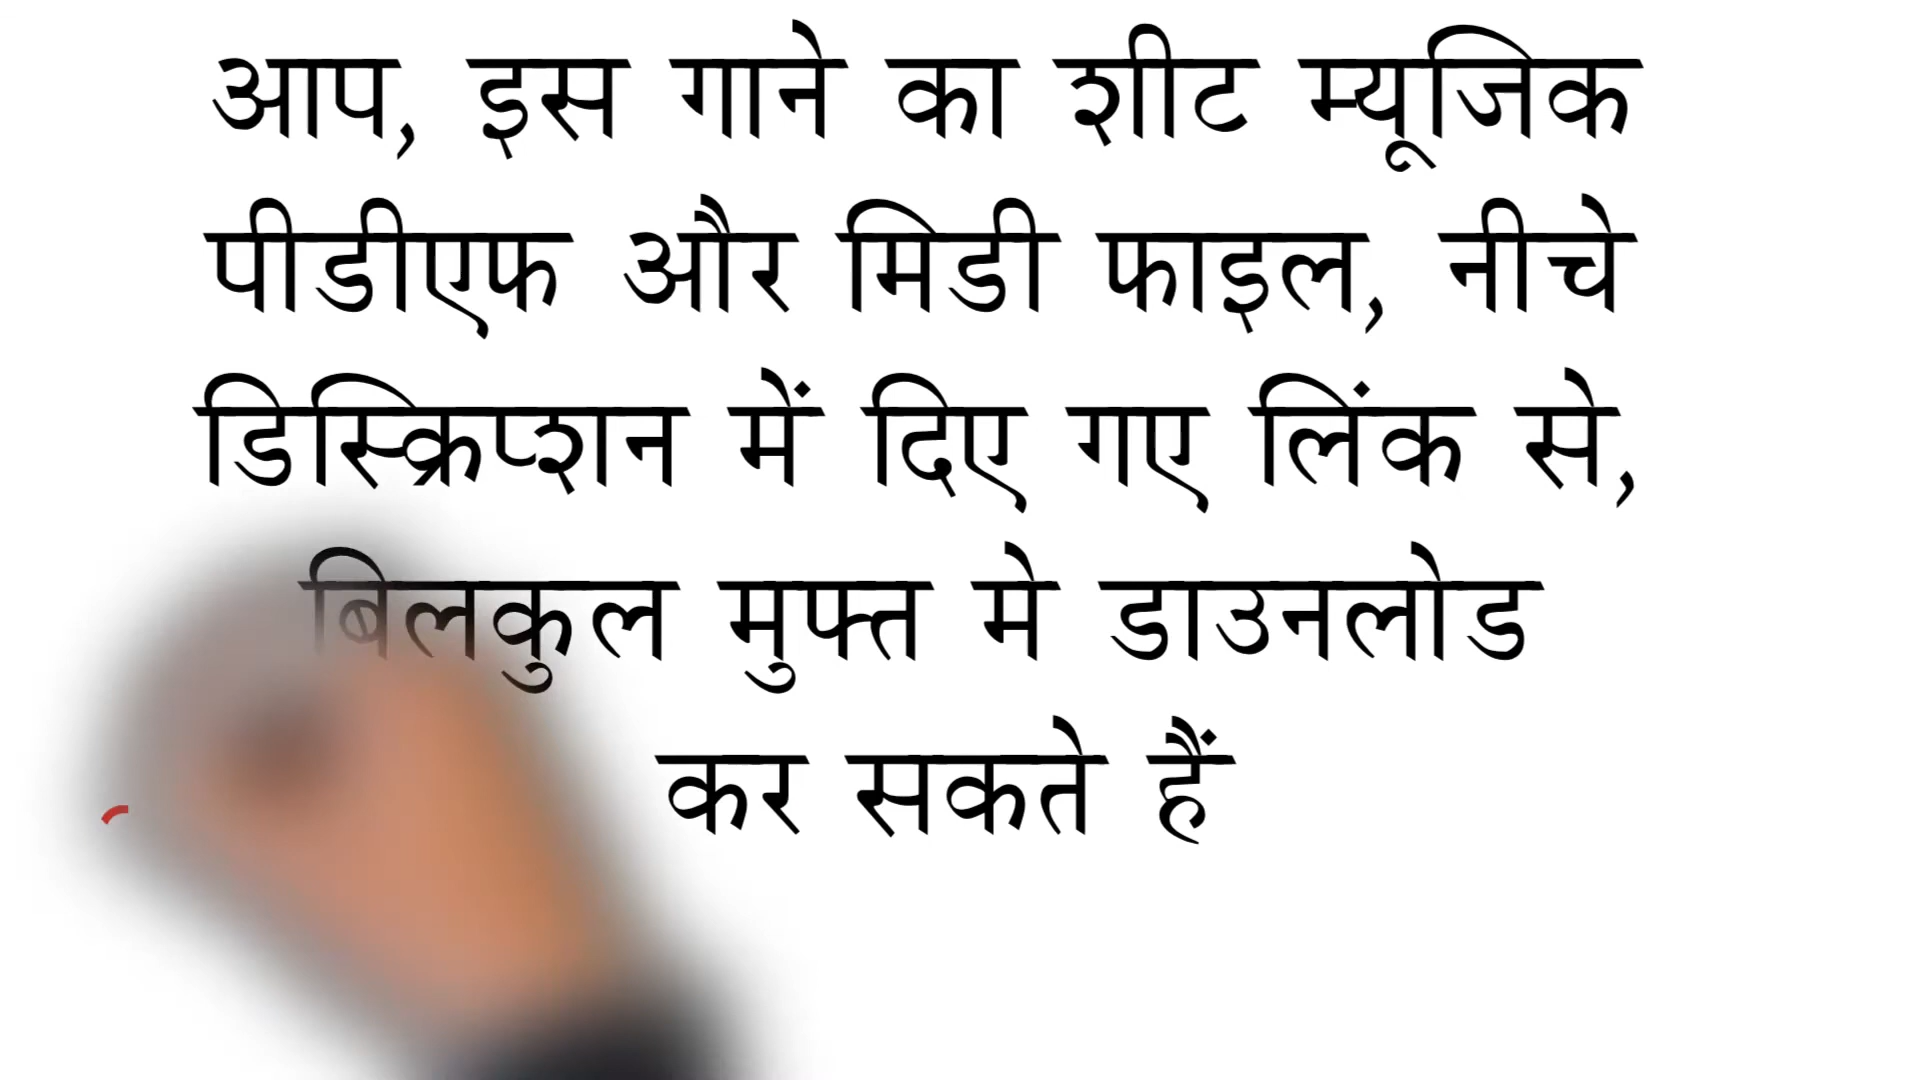 आप, इस गाने का शीट म्यूजिक
पीडीएफ और मिडी फाइल, नीचे
डिस्क्रिप्शन में दिए गए लिंक से,
बिलकुल मुफ्त मे डाउनलोड
कर सकते हैं